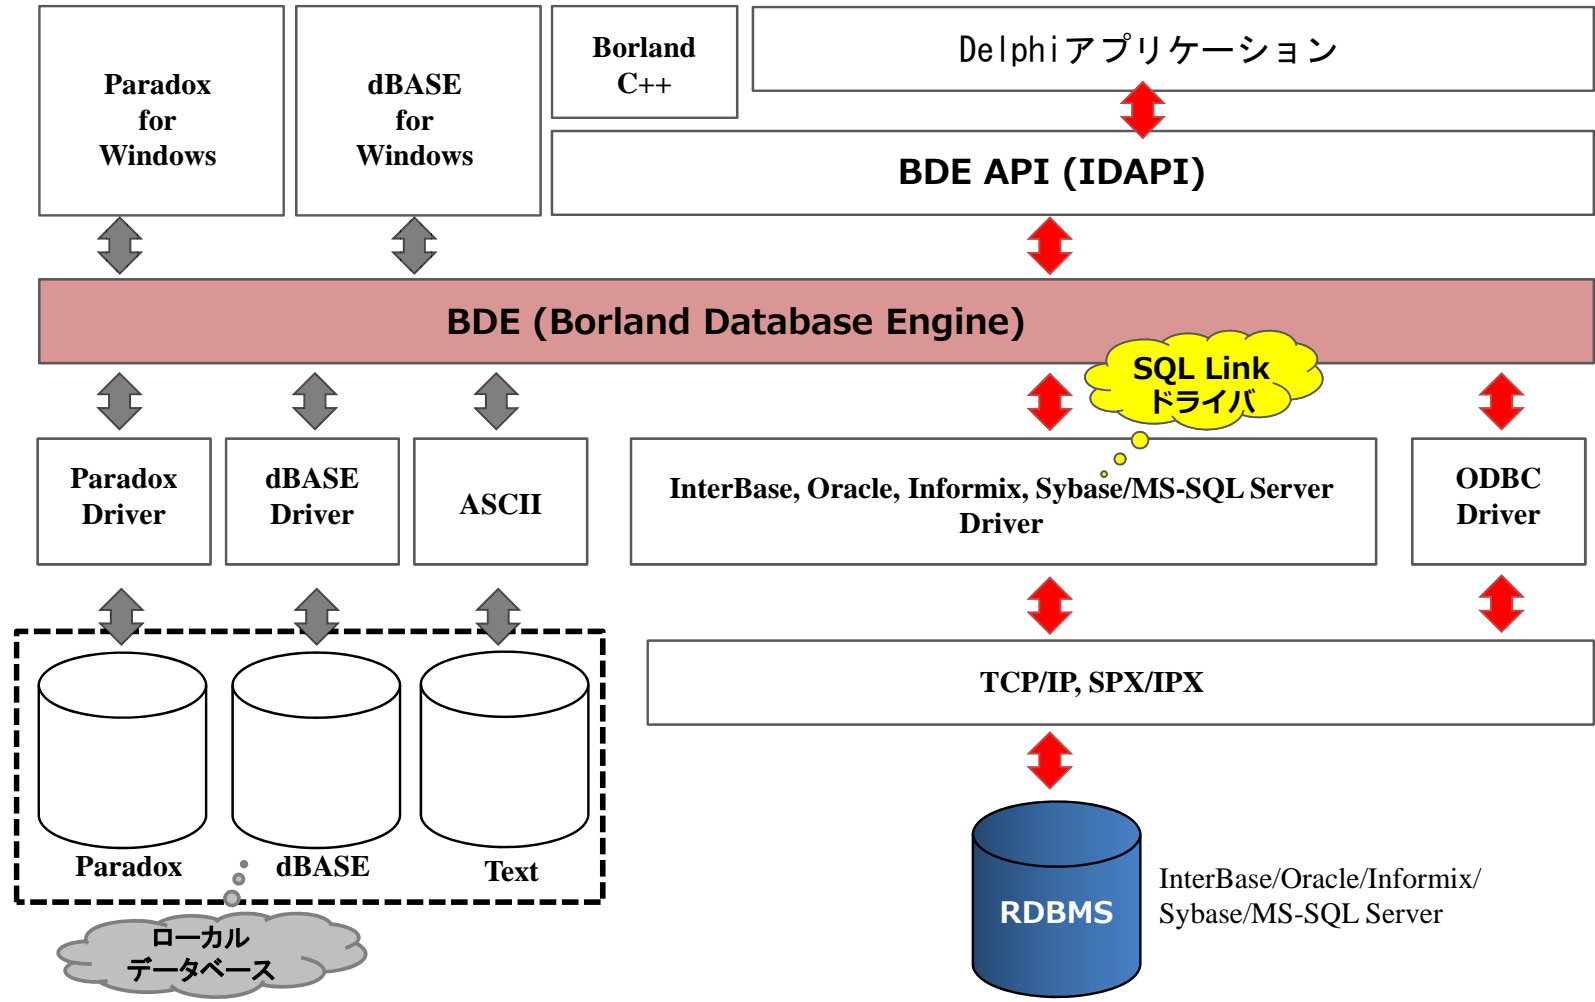 Paradox
for
Windows
dBASE
for
Windows
Borland
C++
Delphiアプリケーション
BDE API (IDAPI)
BDE (Borland Database Engine)
SQL Link
ドライバ
Paradox
Driver
dBASE
Driver
ASCII
InterBase, Oracle, Informix, Sybase/MS-SQL Server
Driver
ODBC
Driver
TCP/IP, SPX/IPX
Paradox
dBASE
Text
ローカル
データベース
RDBMS
InterBase/Oracle/Informix/
Sybase/MS-SQL Server